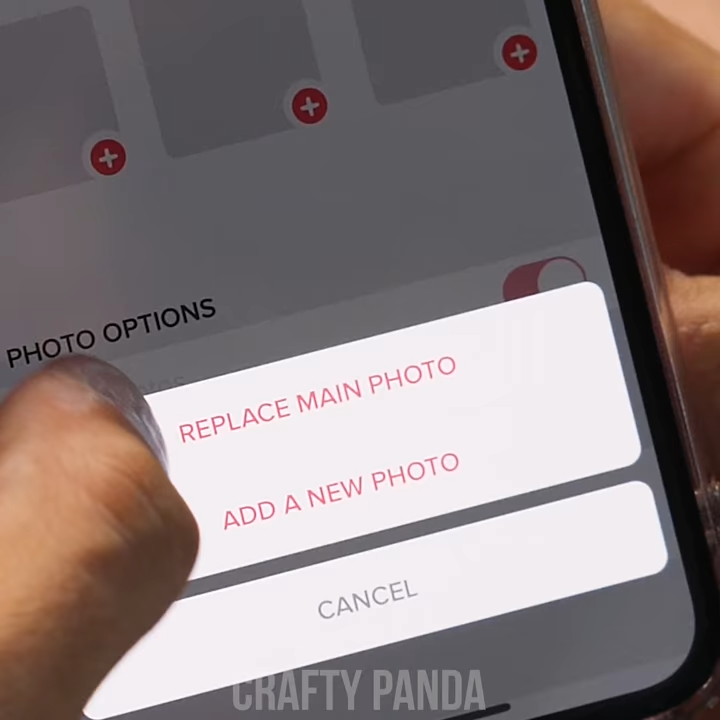 PHOTO OPTIONS
REPLACE MAIN PHOTO
ADD A NEW PHOTO
CANCEL
CRAFTY PANDA